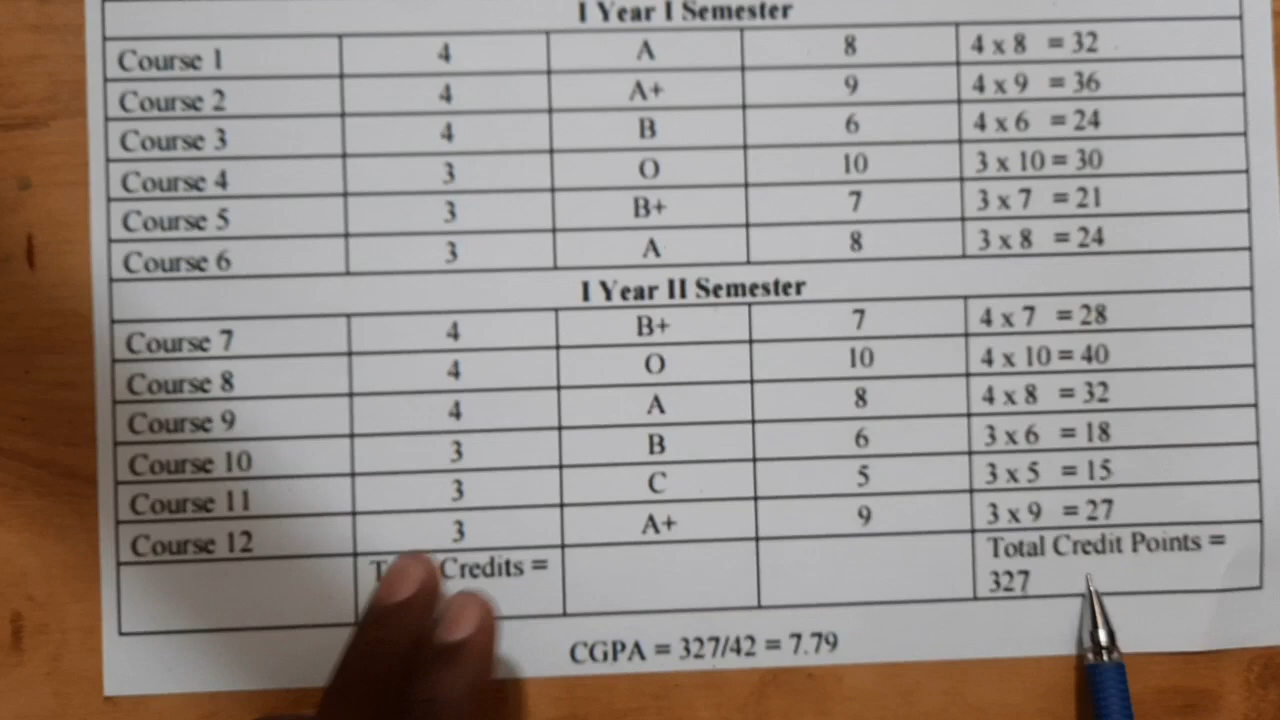 I Year I Semester
Course 1 4 A 8 4 x 8 = 32
Course 2 4 A+ 9 4 x 9 = 36
Course 3 4 B 6 4 x 6 = 24
Course 4 3 O 10 3 x 10 = 30
Course 5 3 B+ 7 3 x 7 = 21
Course 6 3 A 8 3 x 8 = 24
I Year II Semester
Course 7 4 B+ 7 4 x 7 = 28
Course 8 4 O 10 4 x 10 = 40
Course 9 4 A 8 4 x 8 = 32
Course 10 3 B 6 3 x 6 = 18
Course 11 3 C 5 3 x 5 = 15
Course 12 3 A+ 9 3 x 9 = 27
Credits = Total Credit Points =
327
CGPA = 327/42 = 7.79